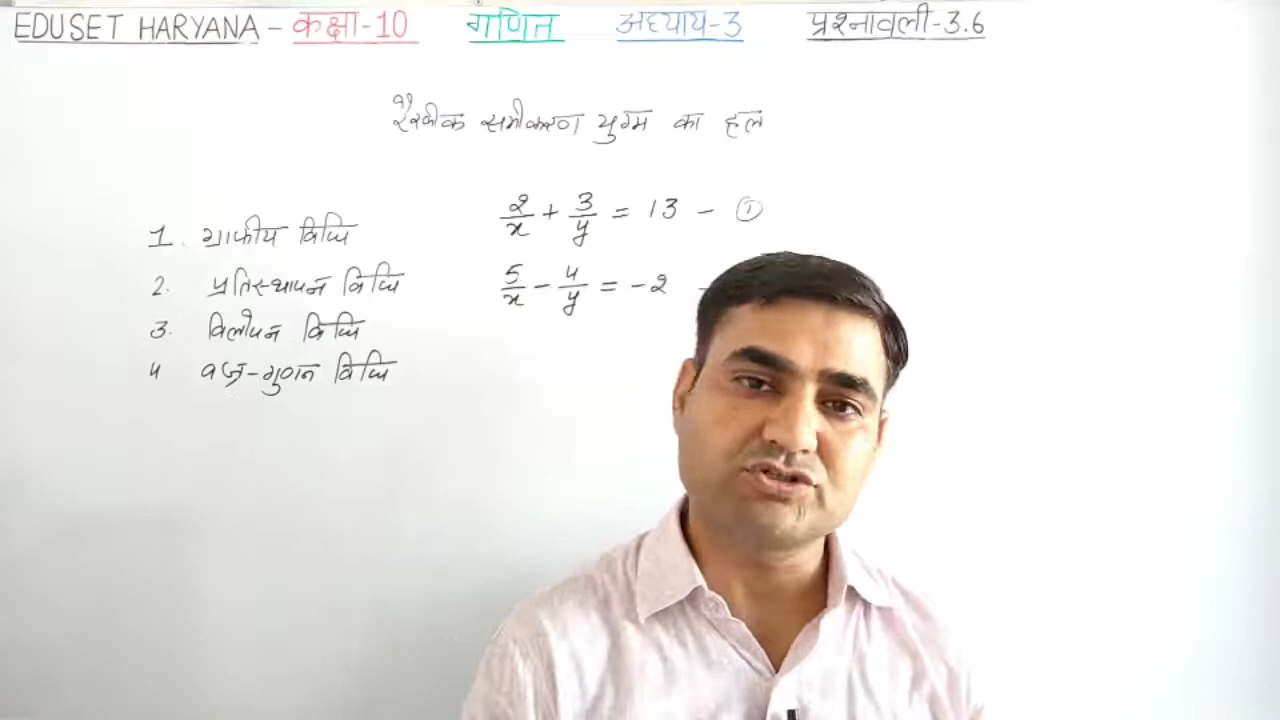 EDUSET HARYANA - कक्षा-10 गणित अध्याय-3 प्रश्नावली-3.6
रैखीक समीकरण युग्म का हल
2/x + 3/y = 13 - ①
5/x - 4/y = -2 -
1. ग्राफीय विधि
2. प्रतिस्थापन विधि
3. विलोपन विधि
4 वज्र-गुणन विधि